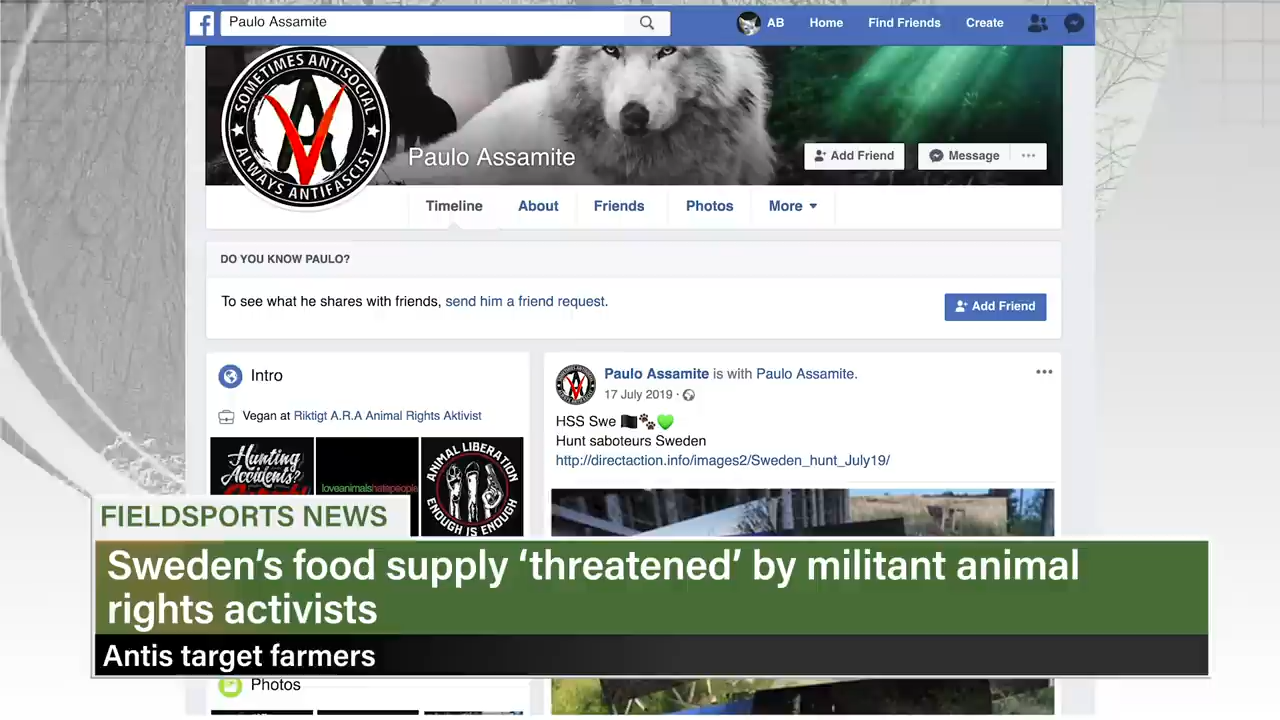 Paulo Assamite
AB
Home
Find Friends
Create
SOMETIMES ANTISOCIAL
ALWAYS ANTIFASCIST
Paulo Assamite
Add Friend
Message
Timeline
About
Friends
Photos
More
DO YOU KNOW PAULO?
To see what he shares with friends, send him a friend request.
Add Friend
Intro
Vegan at Riktigt A.R.A Animal Rights Aktivist
Hunting
Accidents?
loveanimalshatepeople
ANIMAL LIBERATION
ENOUGH IS ENOUGH
Paulo Assamite is with Paulo Assamite.
17 July 2019
HSS Swe
Hunt saboteurs Sweden
http://directaction.info/images2/Sweden_hunt_July19/
FIELDSPORTS NEWS
Sweden's food supply ‘threatened’ by militant animal
rights activists
Antis target farmers
Photos